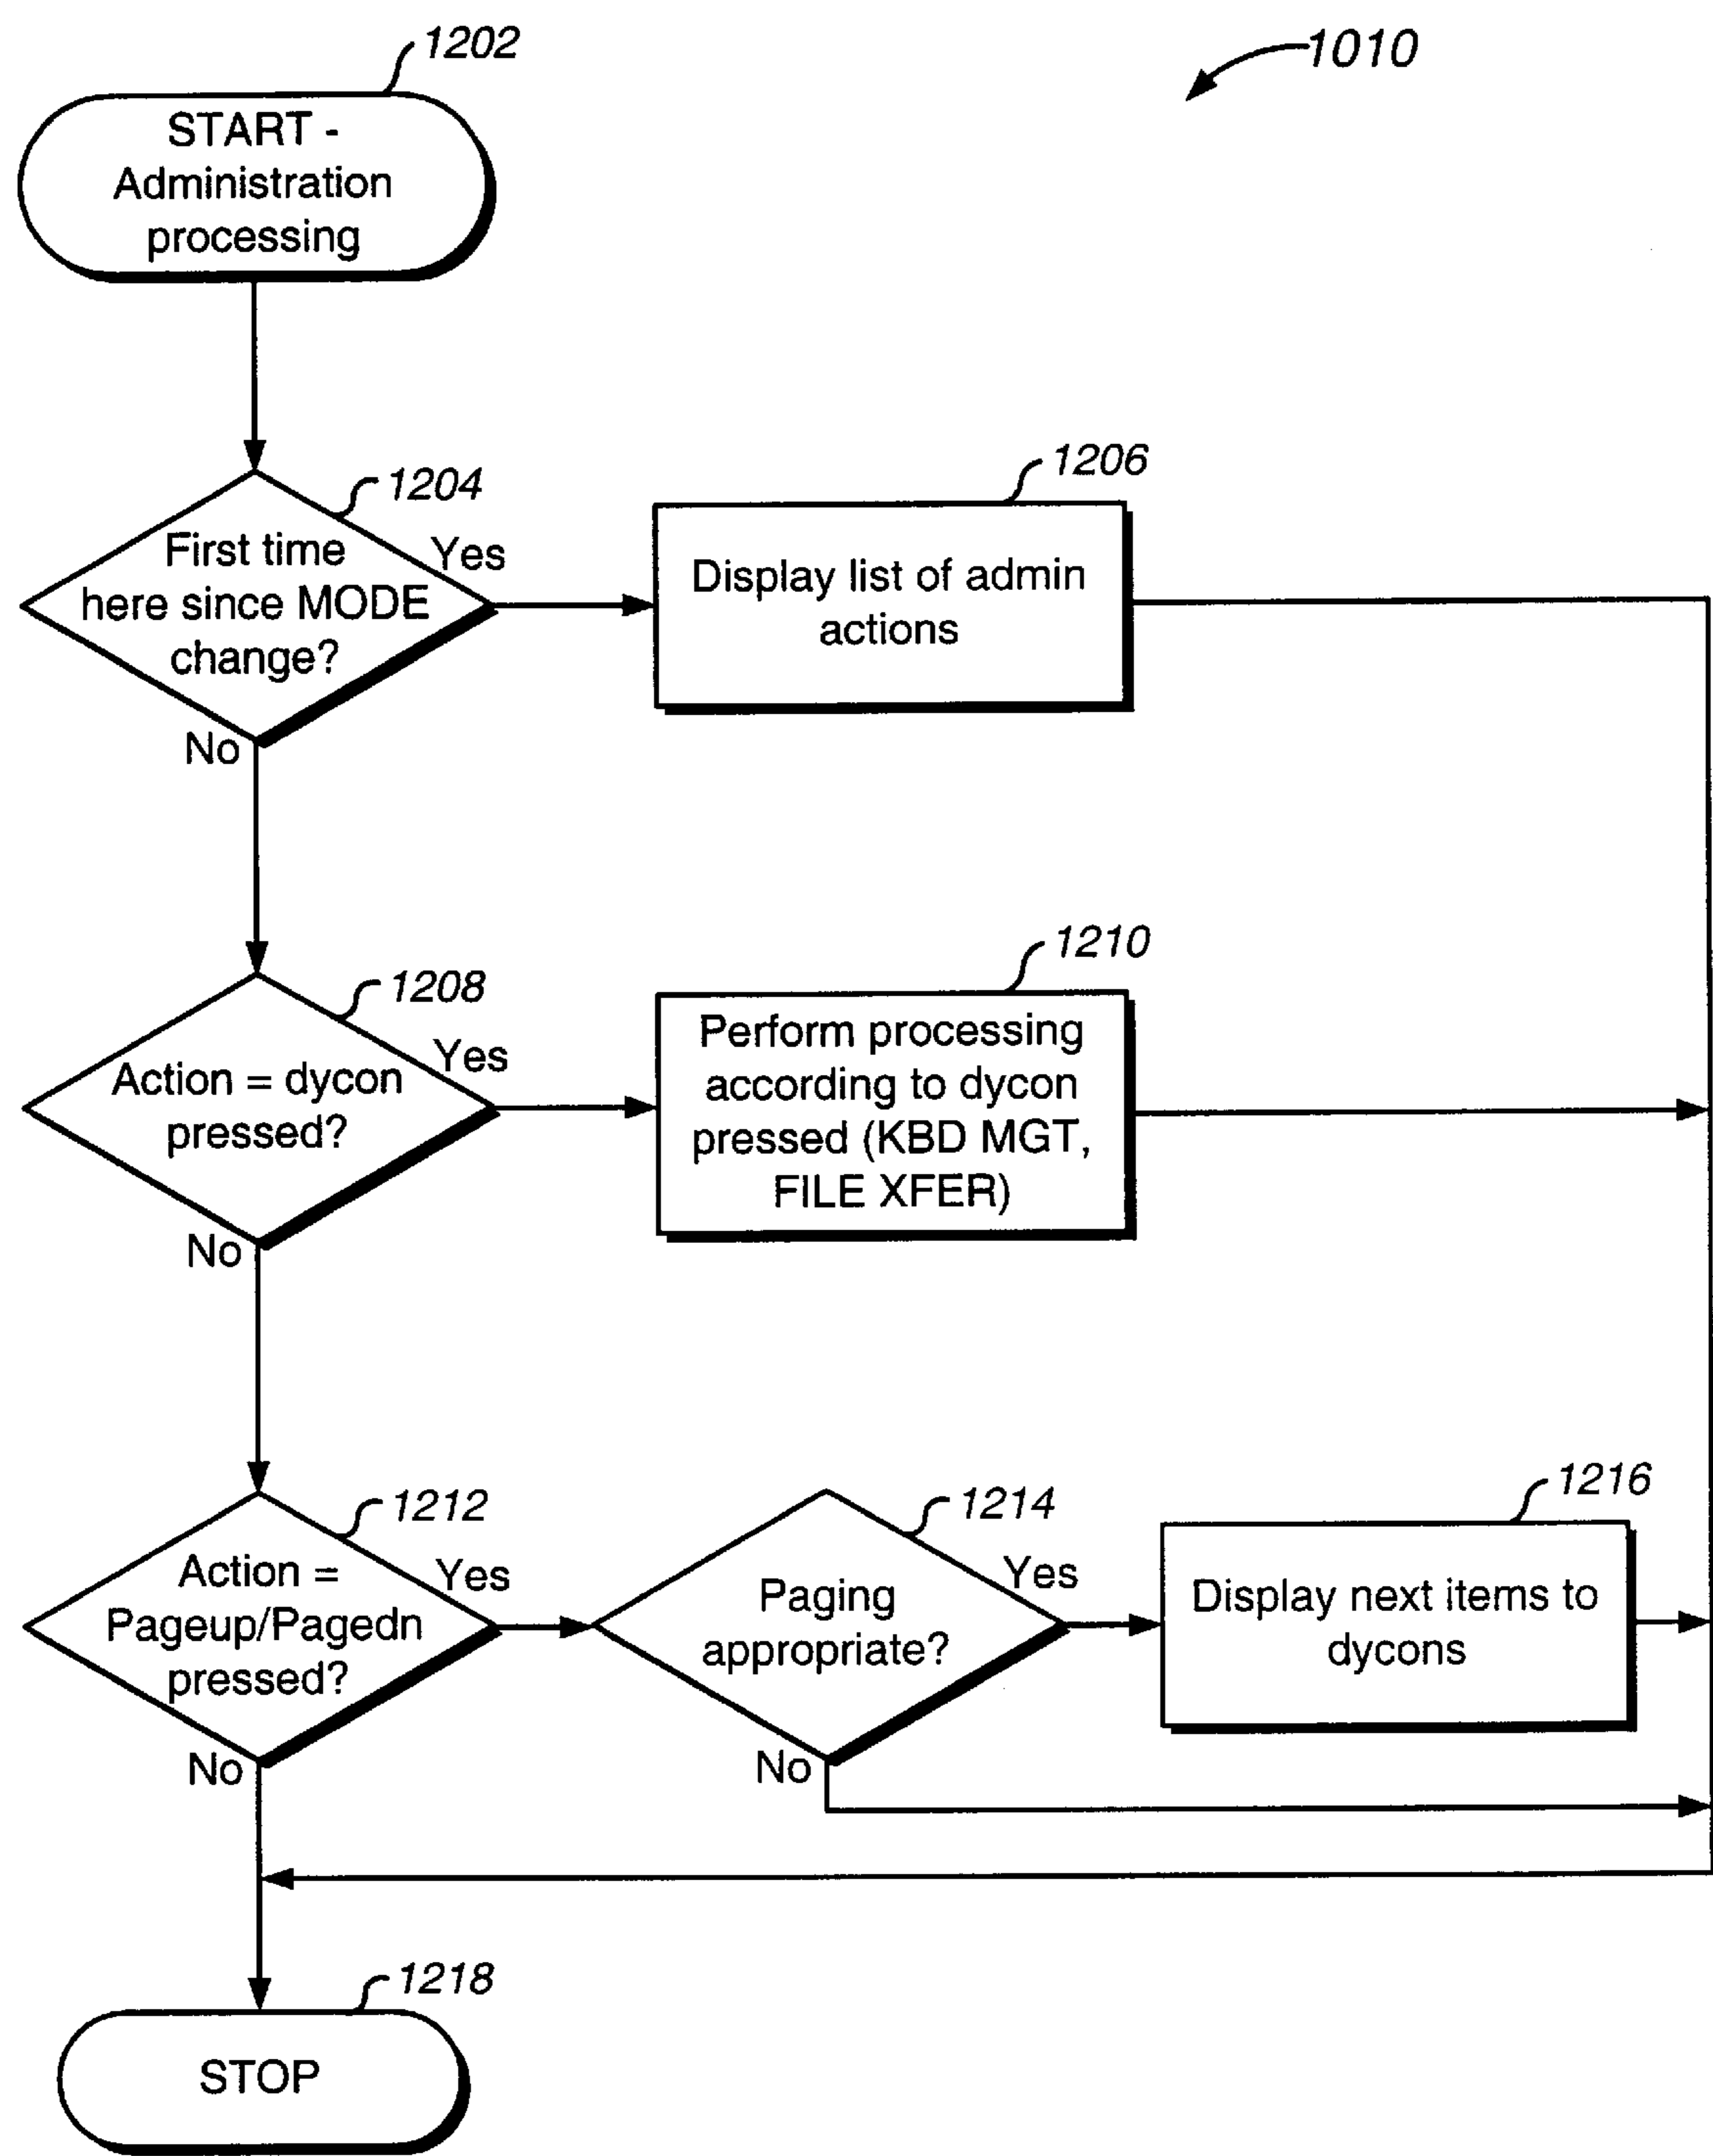 1202
1010
START -
Administration
processing
1204
First time
here since MODE
change?
Yes
No
1206
Display list of admin
actions
1208
Action = dycon
pressed?
Yes
No
1210
Perform processing
according to dycon
pressed (KBD MGT,
FILE XFER)
1212
Action =
Pageup/Pagedn
pressed?
Yes
No
1214
Paging
appropriate?
Yes
No
1216
Display next items to
dycons
1218
STOP